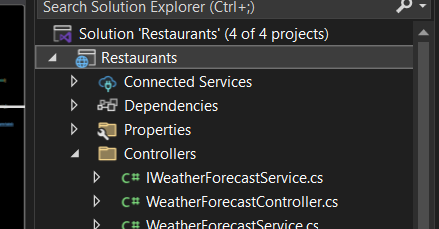 Search Solution Explorer (Ctrl+;)
Solution 'Restaurants' (4 of 4 projects)
Restaurants
Connected Services
Dependencies
Properties
Controllers
C# IWeatherForecastService.cs
C# WeatherForecastController.cs
C# WeatherForecastService.cs